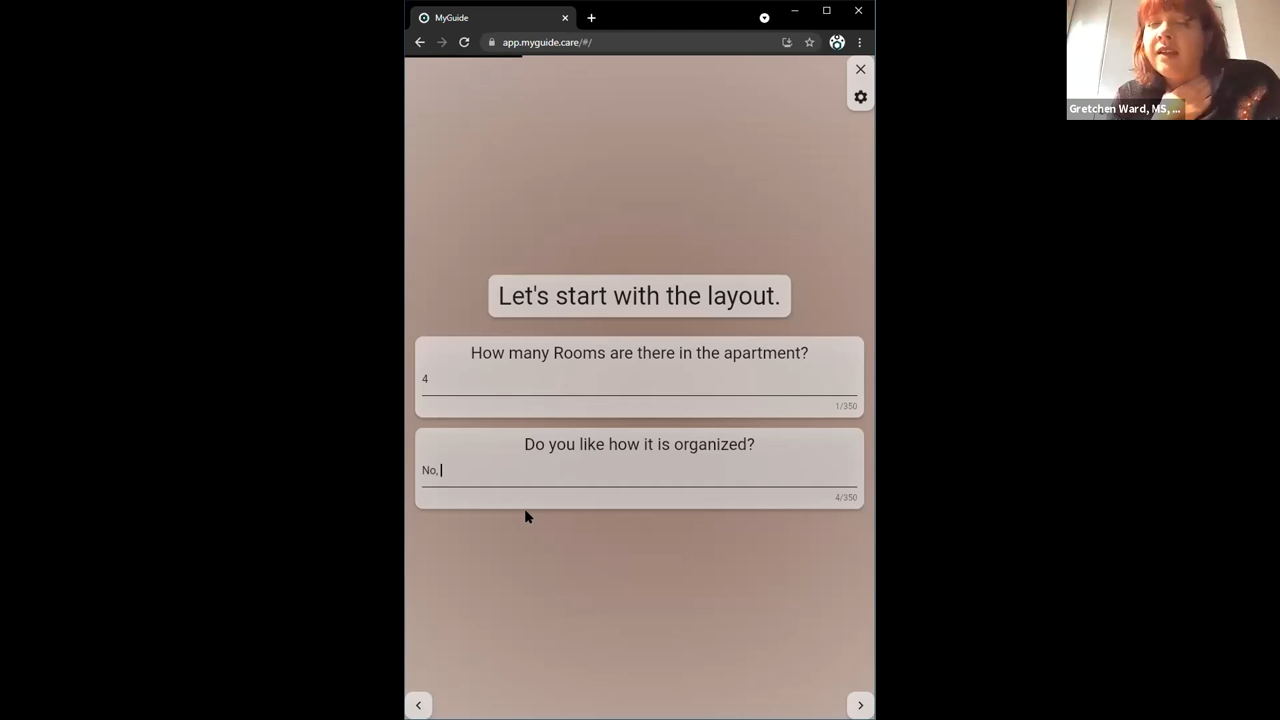 MyGuide
app.myguide.care/#/
Gretchen Ward, MS, ...
Let's start with the layout.
How many Rooms are there in the apartment?
4
1/350
Do you like how it is organized?
No,
4/350